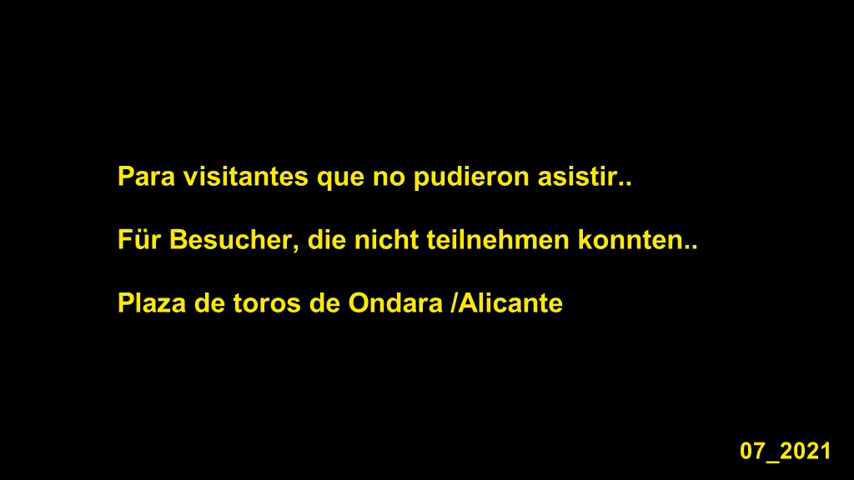 Para visitantes que no pudieron asistir..
Für Besucher, die nicht teilnehmen konnten..
Plaza de toros de Ondara /Alicante
07_2021